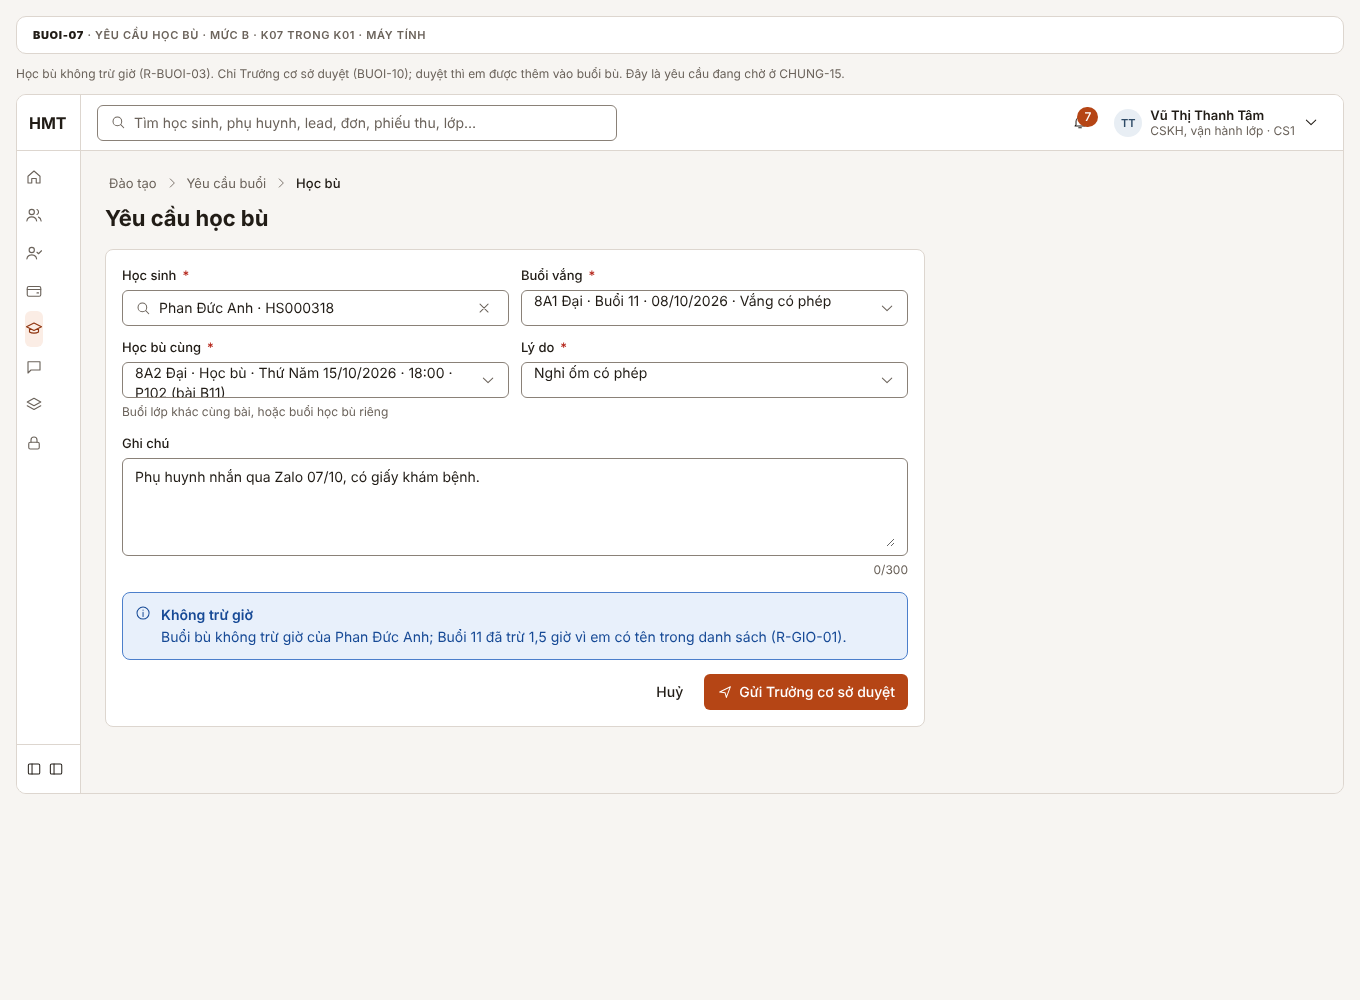 BUOI-07 · YÊU CẦU HỌC BÙ · MỨC B · K07 TRONG K01 · MÁY TÍNH
Học bù không trừ giờ (R-BUOI-03). Chỉ Trưởng cơ sở duyệt (BUOI-10); duyệt thì em được thêm vào buổi bù. Đây là yêu cầu đang chờ ở CHUNG-15.
HMT
Tìm học sinh, phụ huynh, lead, đơn, phiếu thu, lớp...
7
TT
Vũ Thị Thanh Tâm
CSKH, vận hành lớp · CS1
Đào tạo > Yêu cầu buổi > Học bù
Yêu cầu học bù
Học sinh *
Buổi vắng *
Phan Đức Anh · HS000318
8A1 Đại · Buổi 11 · 08/10/2026 · Vắng có phép
Học bù cùng *
Lý do *
8A2 Đại · Học bù · Thứ Năm 15/10/2026 · 18:00 ·
P102 (bài B11)
Nghỉ ốm có phép
Buổi lớp khác cùng bài, hoặc buổi học bù riêng
Ghi chú
Phụ huynh nhắn qua Zalo 07/10, có giấy khám bệnh.
0/300
Không trừ giờ
Buổi bù không trừ giờ của Phan Đức Anh; Buổi 11 đã trừ 1,5 giờ vì em có tên trong danh sách (R-GIO-01).
Huỷ
Gửi Trưởng cơ sở duyệt